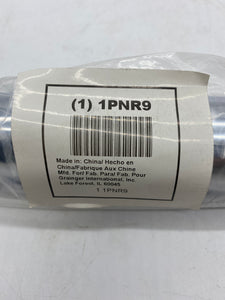 (1) 1PNR9
Made in: China/ Hecho en
China/Fabrique Aux Chine
Mfd. For/ Fab. Para/ Fab. Pour
Grainger International, Inc.
Lake Forest, IL 60045
1 1PNR9